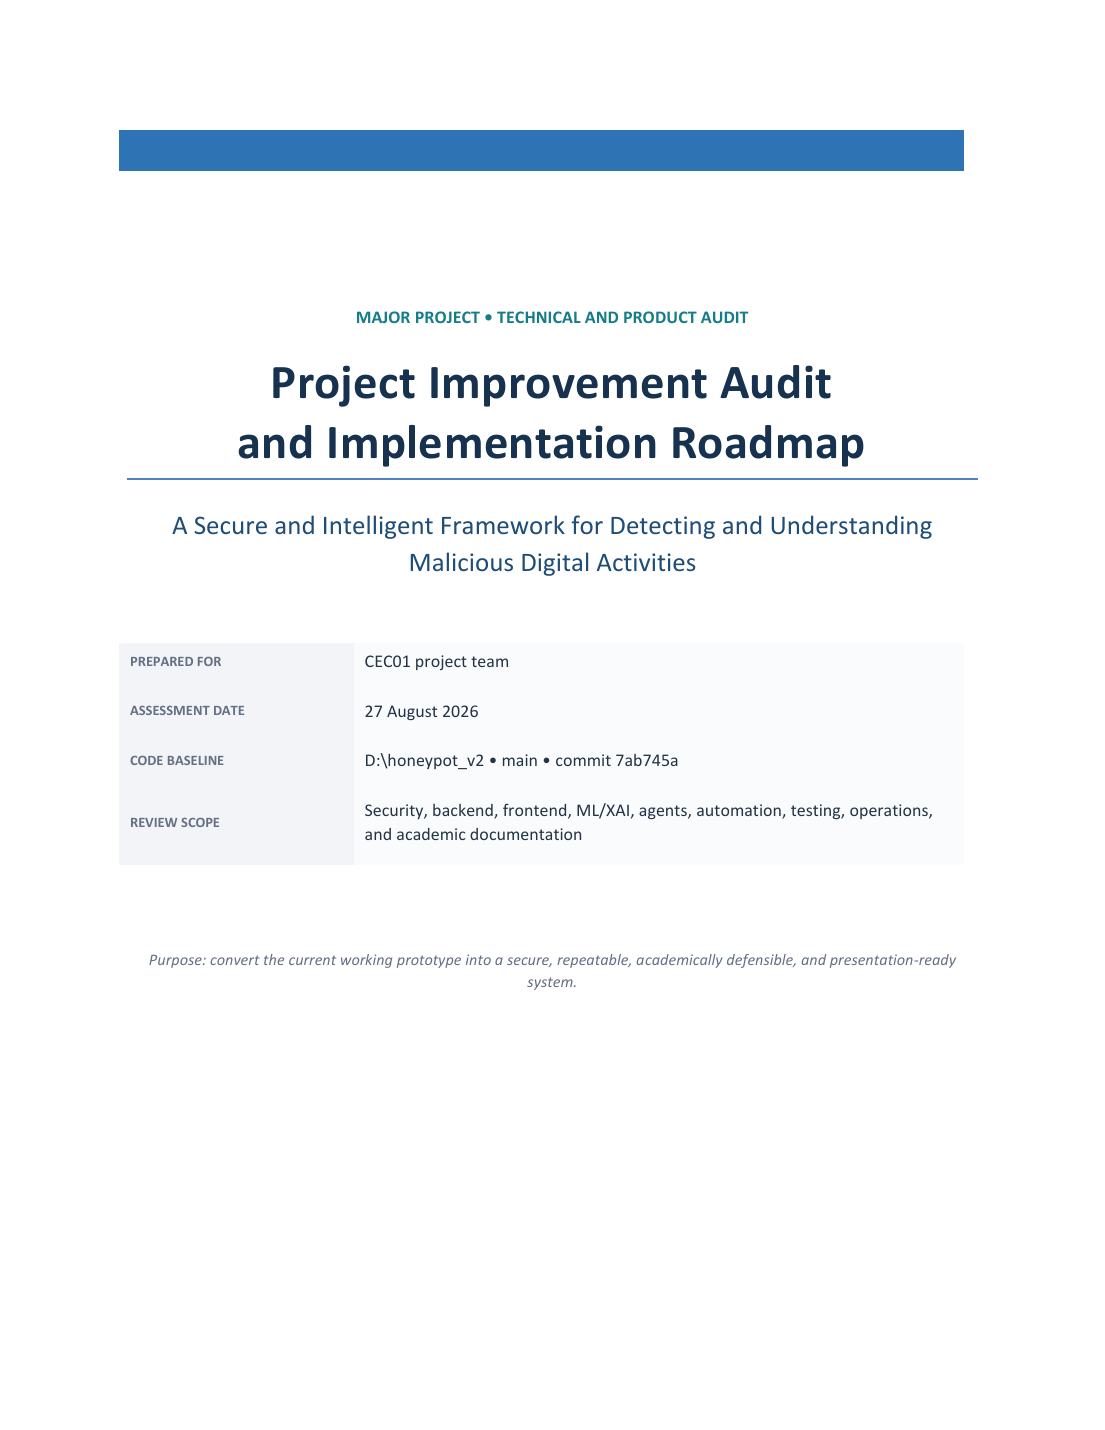 MAJOR PROJECT • TECHNICAL AND PRODUCT AUDIT
Project Improvement Audit
and Implementation Roadmap
A Secure and Intelligent Framework for Detecting and Understanding
Malicious Digital Activities
PREPARED FOR
CEC01 project team
ASSESSMENT DATE
27 August 2026
CODE BASELINE
D:\honeypot_v2 • main • commit 7ab745a
REVIEW SCOPE
Security, backend, frontend, ML/XAI, agents, automation, testing, operations,
and academic documentation
Purpose: convert the current working prototype into a secure, repeatable, academically defensible, and presentation-ready
system.